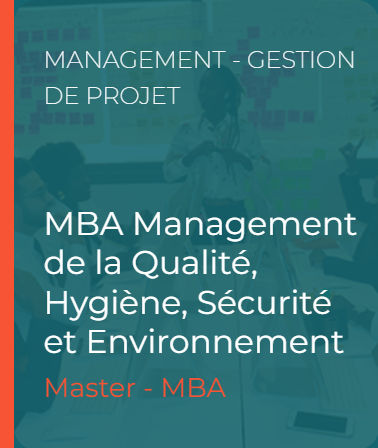 MANAGEMENT - GESTION
DE PROJET
MBA Management
de la Qualité,
Hygiène, Sécurité
et Environnement
Master - MBA